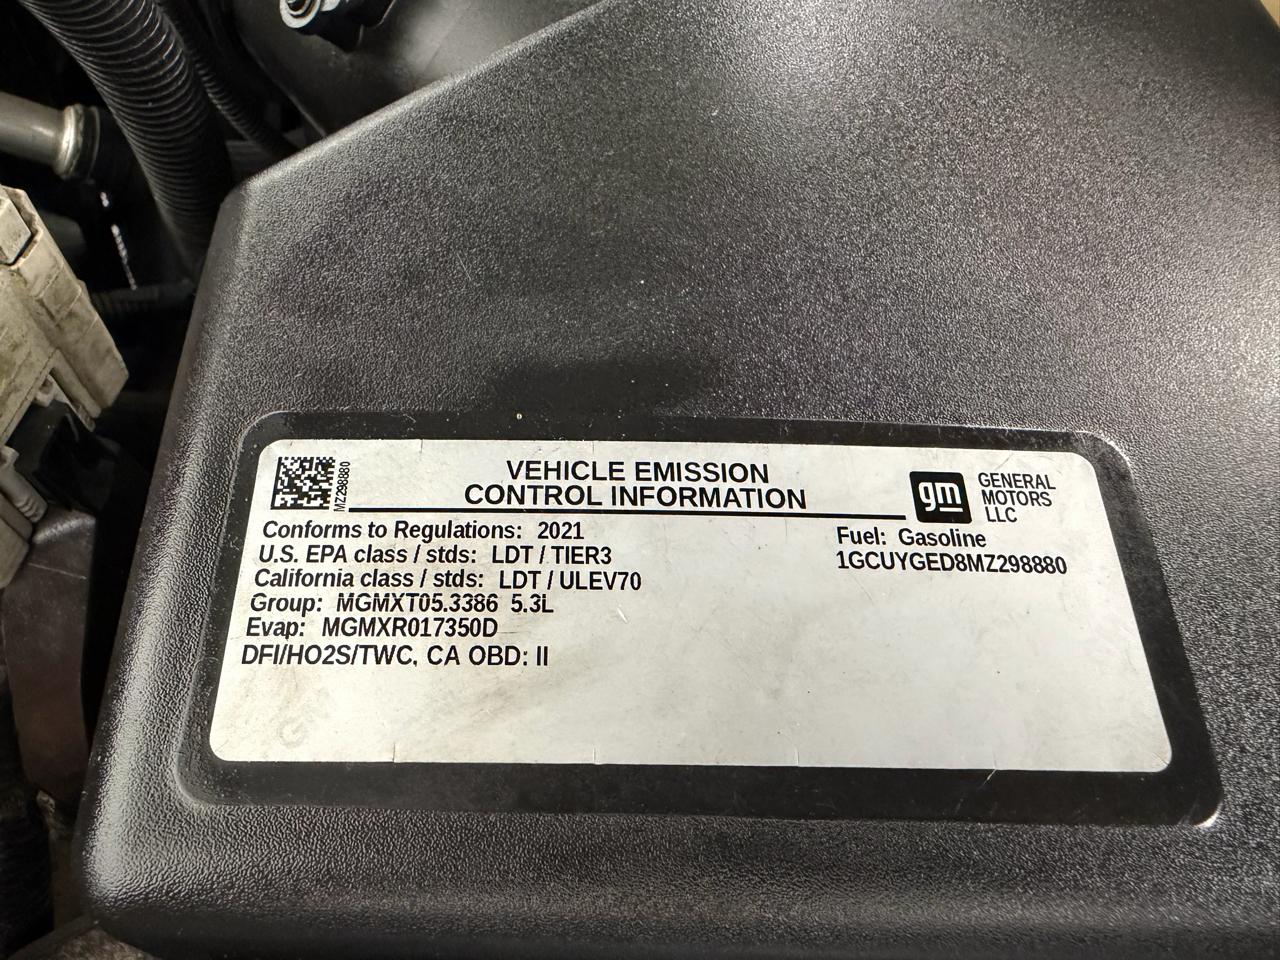 MZ298880
VEHICLE EMISSION
CONTROL INFORMATION
gm
GENERAL
MOTORS
LLC
Conforms to Regulations: 2021
U.S. EPA class / stds: LDT / TIER3
California class / stds: LDT / ULEV70
Group: MGMXT05.3386 5.3L
Evap: MGMXR017350D
DFI/HO2S/TWC, CA OBD: II
Fuel: Gasoline
1GCUYGED8MZ298880